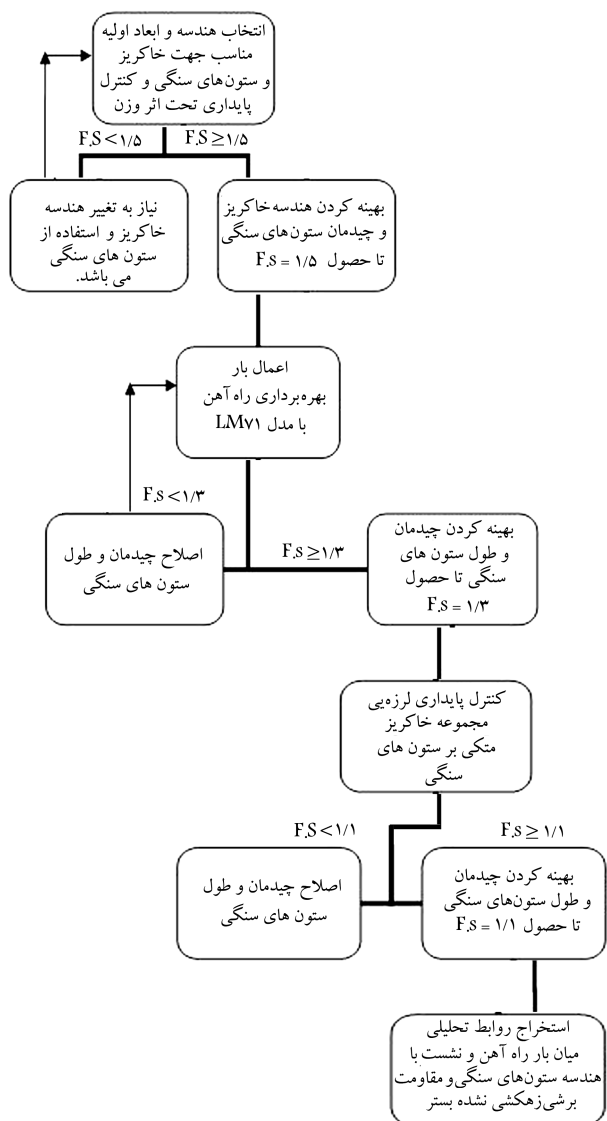 انتخاب هندسه و ابعاد اولیه
مناسب جهت خاکریز
و ستون‌های سنگی و کنترل
پایداری تحت اثر وزن
F.S≥۱/۵
F.S<۱/۵
بهینه کردن هندسه خاکریز
و چیدمان ستون‌های سنگی
تا حصول F.s = ۱/۵
نیاز به تغییر هندسه
خاکریز و استفاده از
ستون های سنگی
می باشد.
اعمال بار
بهره‌برداری راه آهن
با مدل LM۷۱
F.s<۱/۳
F.s≥۱/۳
بهینه کردن چیدمان
و طول ستون های
سنگی تا حصول
F.s = ۱/۳
اصلاح چیدمان و طول
ستون های سنگی
کنترل پایداری لرزه‌یی
مجموعه خاکریز
متکی بر ستون های
سنگی
F.s≥ ۱/۱
F.S<۱/۱
بهینه کردن چیدمان
و طول ستون‌های سنگی
تا حصول F.s = ۱/۱
اصلاح چیدمان و طول
ستون های سنگی
استخراج روابط تحلیلی
میان بار راه آهن و نشست با
هندسه ستون‌های سنگی و مقاومت
برشی زهکشی نشده بستر